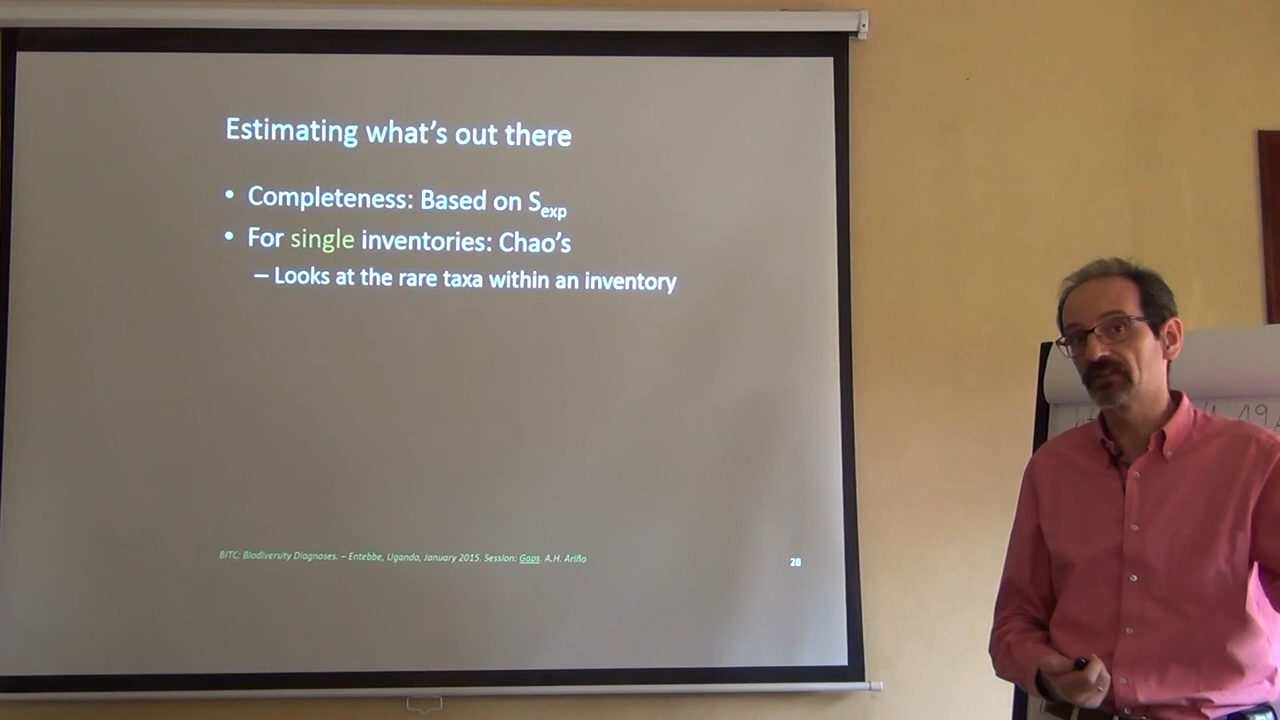 Estimating what's out there
• Completeness: Based on Sexp
• For single inventories: Chao's
– Looks at the rare taxa within an inventory
BITC: Biodiversity Diagnoses. – Entebbe, Uganda, January 2015. Session: Gaps. A.H. Ariño
28